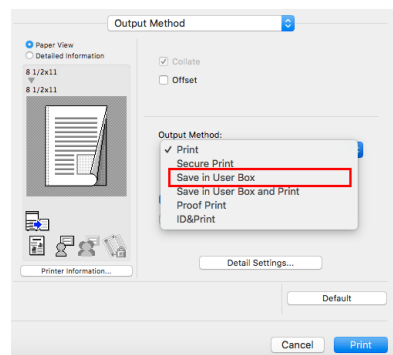 Output Method
Paper View
Detailed Information
8 1/2x11
8 1/2x11
Collate
Offset
Output Method:
✓ Print
Secure Print
Save in User Box
Save in User Box and Print
Proof Print
ID&Print
Printer Information...
Detail Settings...
Default
Cancel
Print